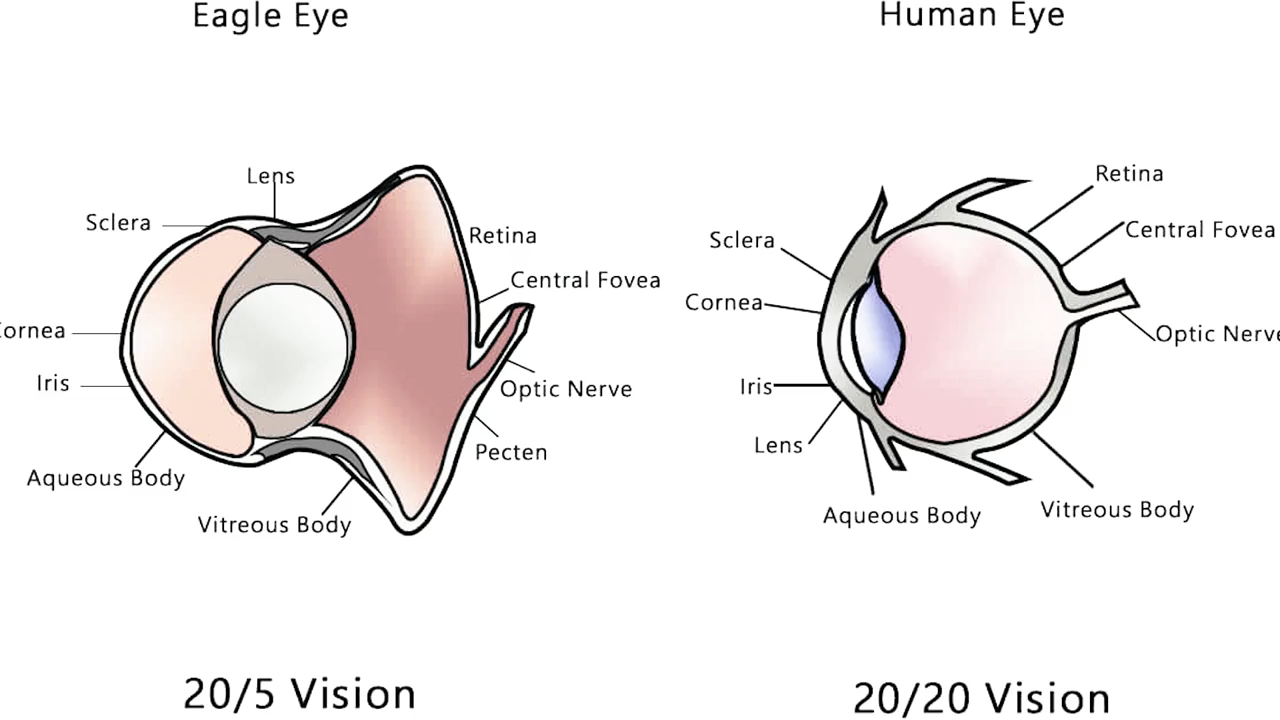 Eagle Eye
Human Eye
Lens
Sclera
Retina
Central Fovea
Cornea
Iris
Optic Nerve
Pecten
Aqueous Body
Vitreous Body
Retina
Central Fovea
Sclera
Cornea
Optic Nerve
Iris
Lens
Aqueous Body
Vitreous Body
20/5 Vision
20/20 Vision